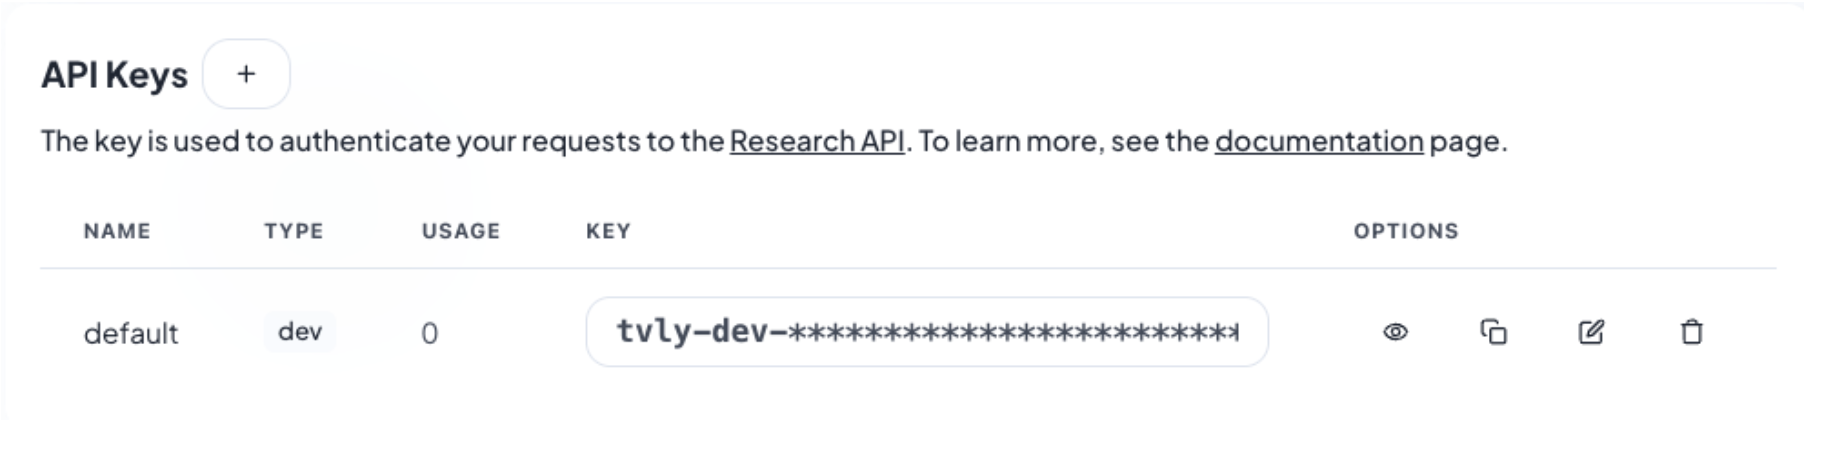 API Keys +
The key is used to authenticate your requests to the Research API. To learn more, see the documentation page.
NAME TYPE USAGE KEY OPTIONS
default dev 0 tvly-dev-************************